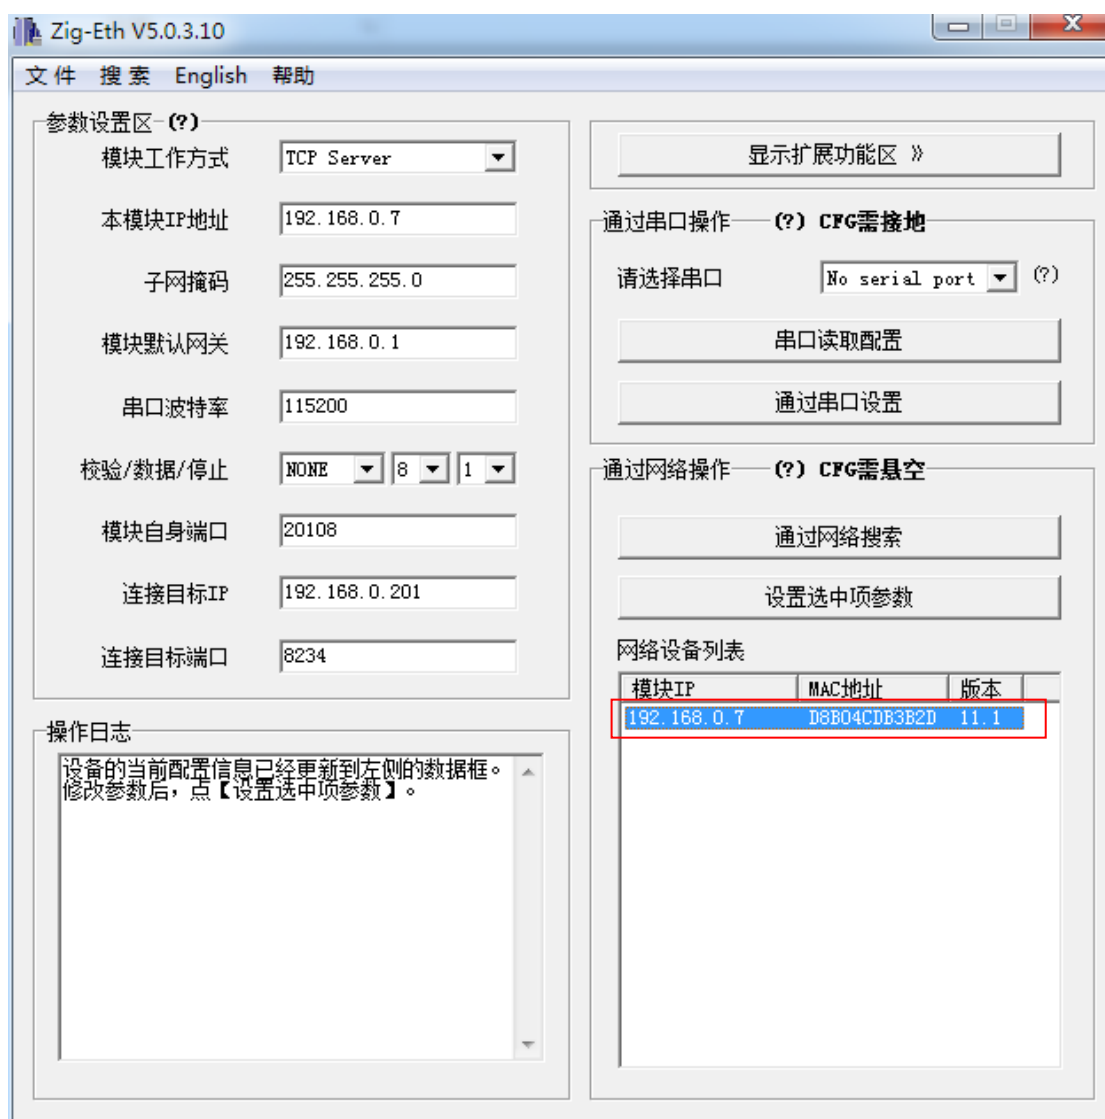 Zig-Eth V5.0.3.10
文件 搜索 English 帮助
参数设置区 (?)
模块工作方式 TCP Server
本模块IP地址 192.168.0.7
子网掩码 255.255.255.0
模块默认网关 192.168.0.1
串口波特率 115200
校验/数据/停止 NONE 8 1
模块自身端口 20108
连接目标IP 192.168.0.201
连接目标端口 8234
操作日志
设备的当前配置信息已经更新到左侧的数据框。
修改参数后，点【设置选中项参数】。
显示扩展功能区 》
通过串口操作 (?) CFG需接地
请选择串口 No serial port (?)
串口读取配置
通过串口设置
通过网络操作 (?) CFG需悬空
通过网络搜索
设置选中项参数
网络设备列表
模块IP MAC地址 版本
192.168.0.7 D8B04CDB3B2D 11.1